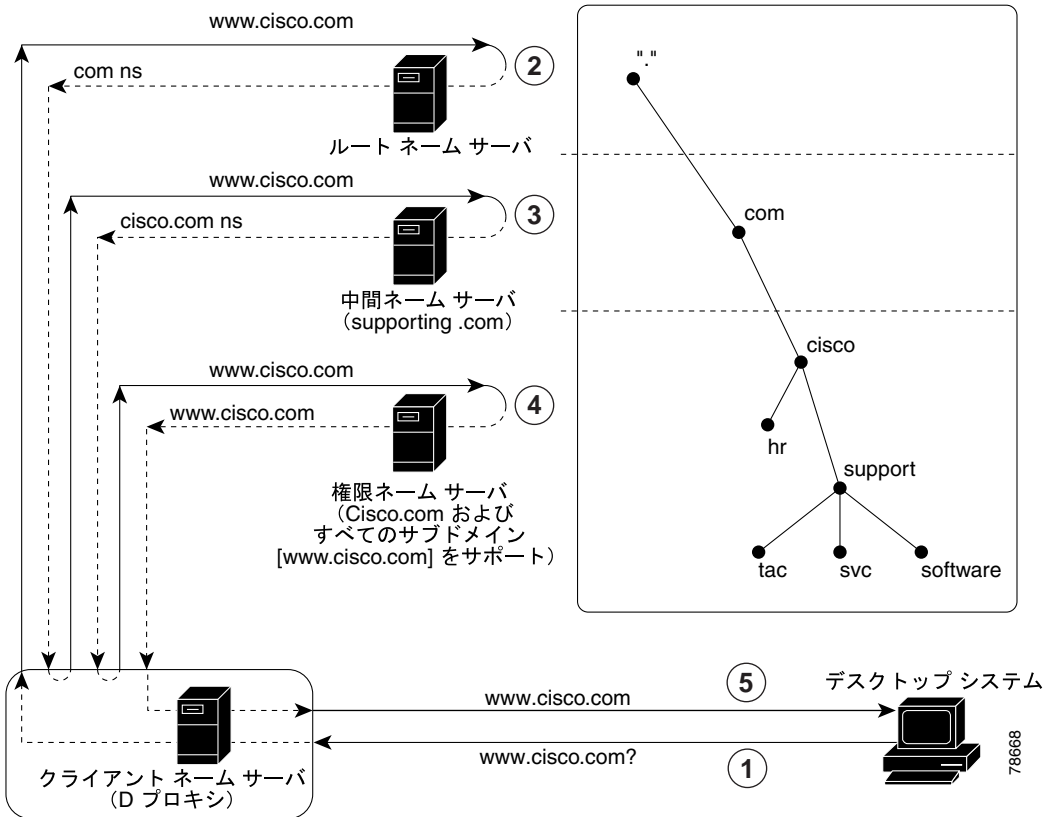 www.cisco.com
com ns
2
ルート ネーム サーバ
www.cisco.com
cisco.com ns
3
中間ネーム サーバ
（supporting .com）
www.cisco.com
www.cisco.com
4
権限ネーム サーバ
（Cisco.com および
すべてのサブドメイン
[www.cisco.com] をサポート）
"."
com
cisco
hr
support
tac
svc
software
www.cisco.com
5
デスクトップ システム
www.cisco.com?
1
クライアント ネーム サーバ
（D プロキシ）
78668